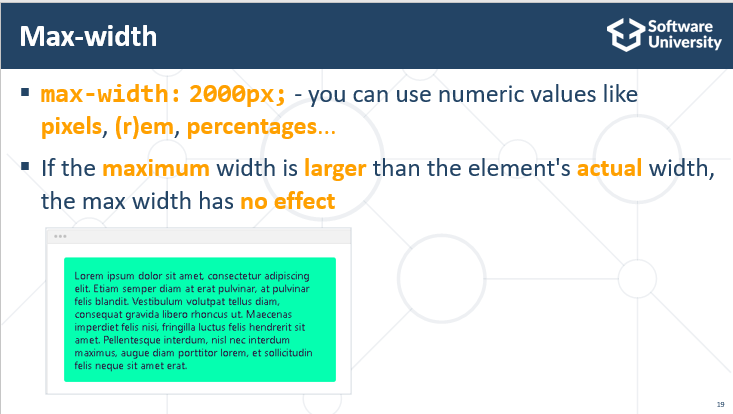 Max-width
Software
University
▪ max-width: 2000px; - you can use numeric values like
pixels, (r)em, percentages...
▪ If the maximum width is larger than the element's actual width,
the max width has no effect
Lorem ipsum dolor sit amet, consectetur adipiscing
elit. Etiam semper diam at erat pulvinar, at pulvinar
felis blandit. Vestibulum volutpat tellus diam,
consequat gravida libero rhoncus ut. Maecenas
imperdiet felis nisi, fringilla luctus felis hendrerit sit
amet. Pellentesque interdum, nisl nec interdum
maximus, augue diam porttitor lorem, et sollicitudin
felis neque sit amet erat.
19